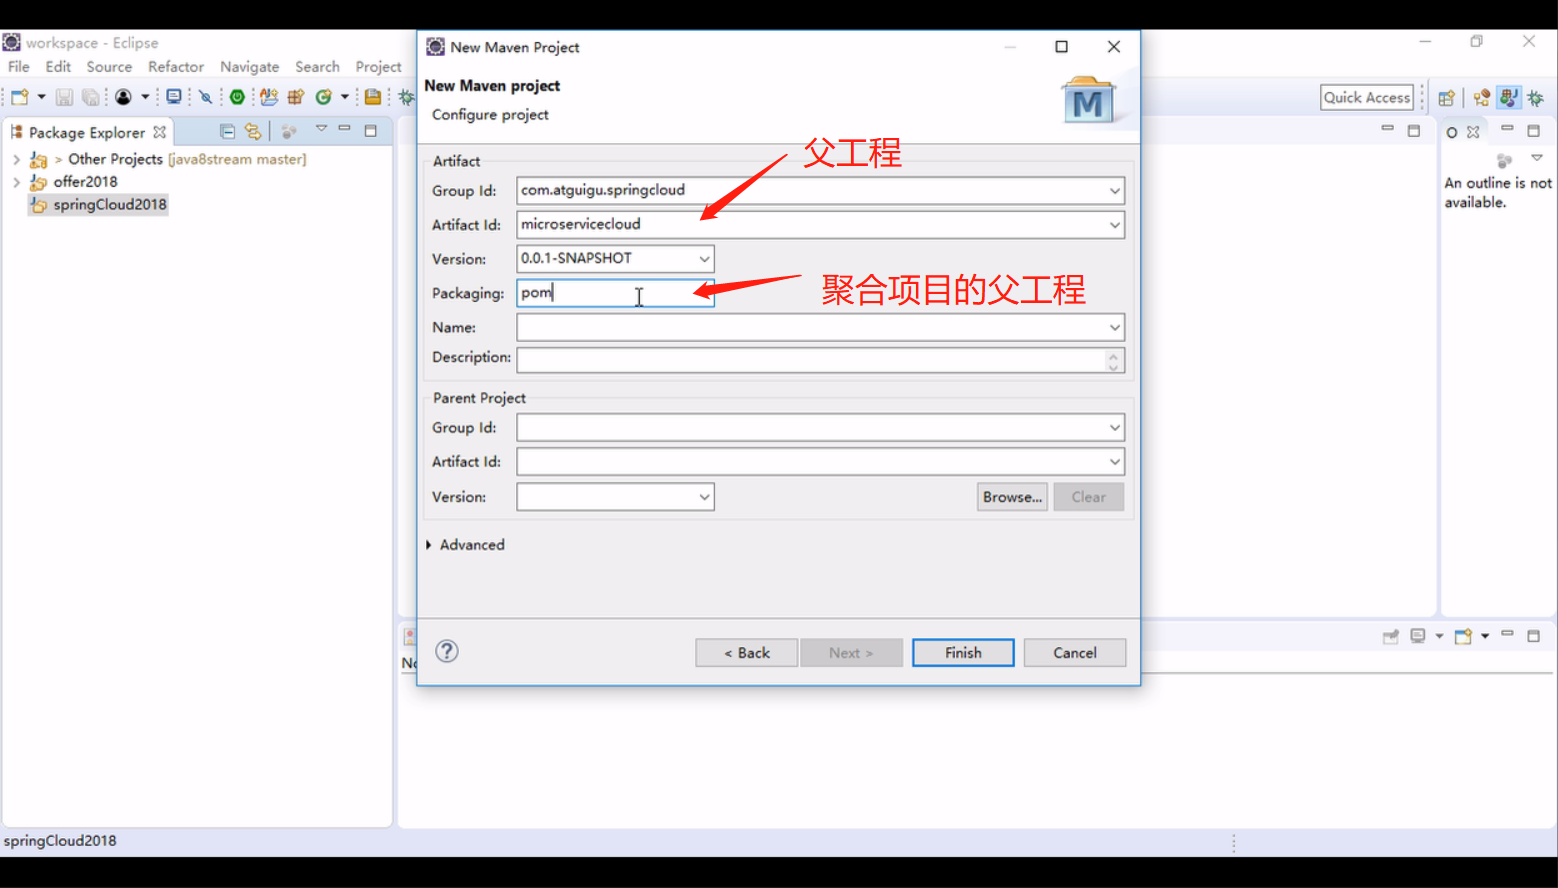 workspace - Eclipse
File Edit Source Refactor Navigate Search Project
Quick Access
Package Explorer
> Other Projects [java8stream master]
offer2018
springCloud2018
New Maven Project
New Maven project
Configure project
M
Artifact
父工程
Group Id: com.atguigu.springcloud
Artifact Id: microservicecloud
Version: 0.0.1-SNAPSHOT
Packaging: pom
聚合项目的父工程
Name:
Description:
Parent Project
Group Id:
Artifact Id:
Version:
Browse... Clear
Advanced
? < Back Next > Finish Cancel
O
An outline is not
available.
springCloud2018